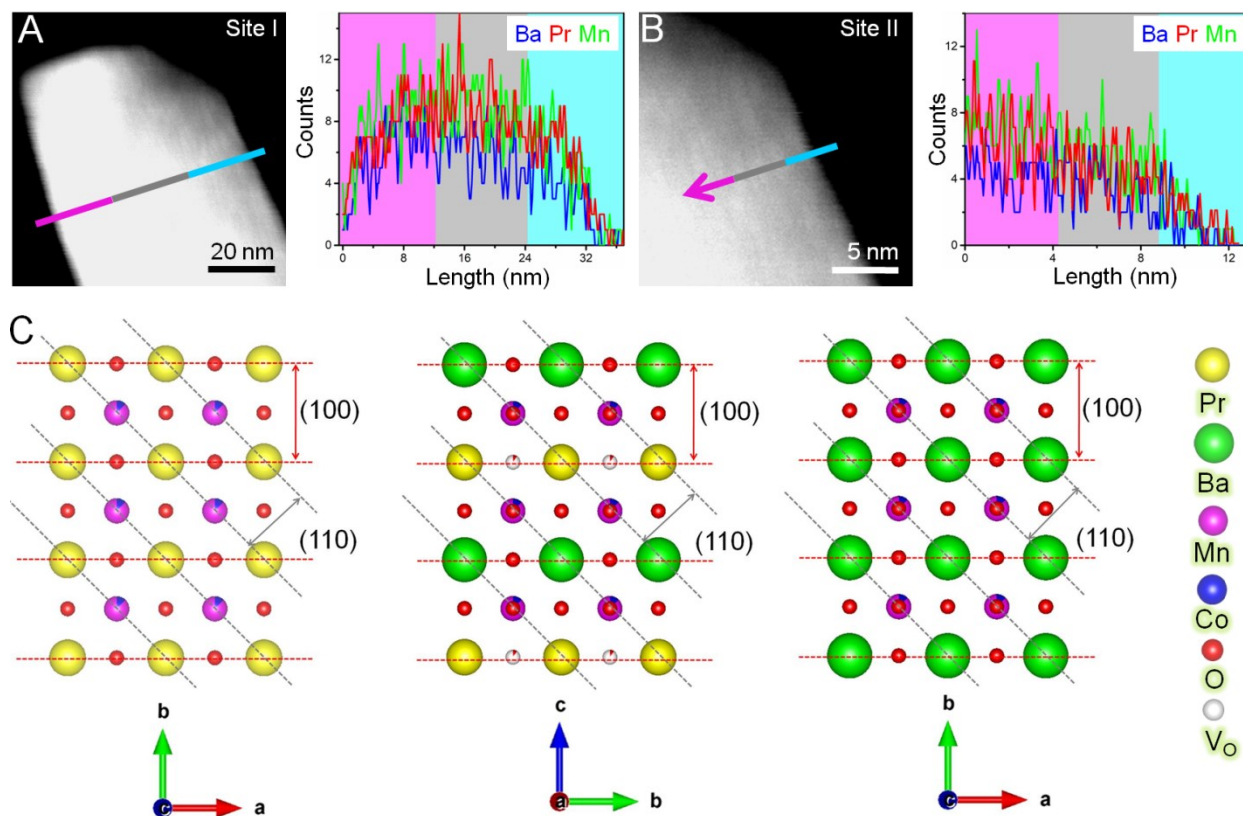 A
Site I
20 nm
Ba Pr Mn
Counts
12
8
4
0
0 8 16 24 32
Length (nm)
B
Site II
5 nm
Ba Pr Mn
Counts
12
8
4
0
0 4 8 12
Length (nm)
C
(100)
(110)
b
c
a
(100)
(110)
c
a
b
(100)
(110)
b
c
a
Pr
Ba
Mn
Co
O
VO